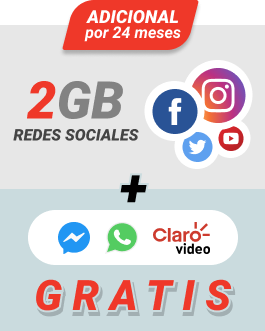 ADICIONAL
por 24 meses
2GB
REDES SOCIALES
+
Claro
video
GRATIS